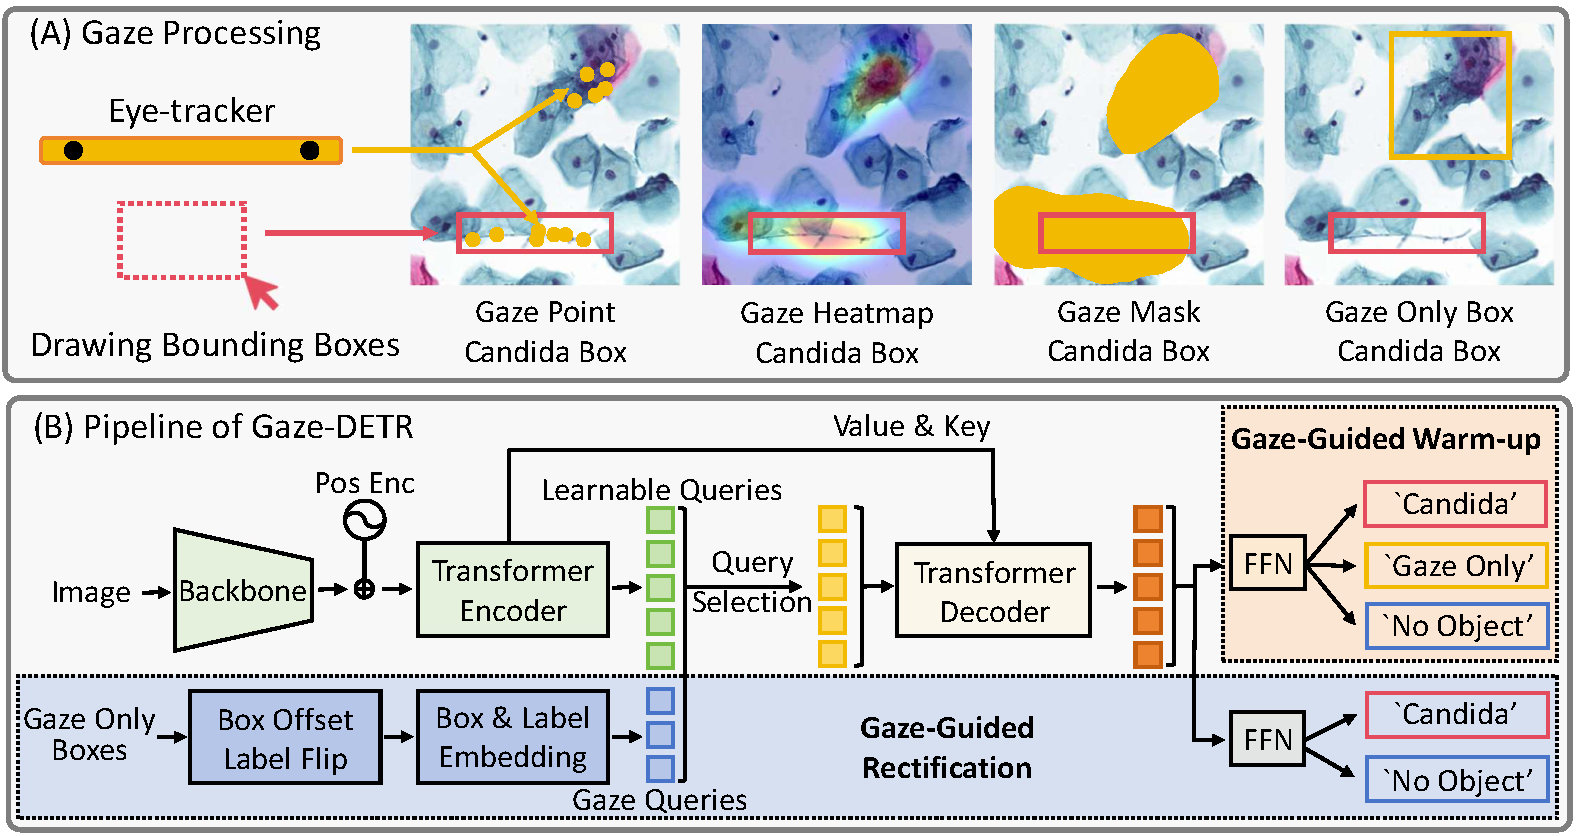 (A) Gaze Processing
Eye-tracker
Drawing Bounding Boxes
Gaze Point
Candida Box
Gaze Heatmap
Candida Box
Gaze Mask
Candida Box
Gaze Only Box
Candida Box
(B) Pipeline of Gaze-DETR
Value & Key
Gaze-Guided Warm-up
Pos Enc
Learnable Queries
Image
Backbone
Transformer
Encoder
Query
Selection
Transformer
Decoder
FFN
`Candida’
`Gaze Only’
`No Object’
Gaze Only
Boxes
Box Offset
Label Flip
Box & Label
Embedding
Gaze Queries
Gaze-Guided
Rectification
FFN
`Candida’
`No Object’